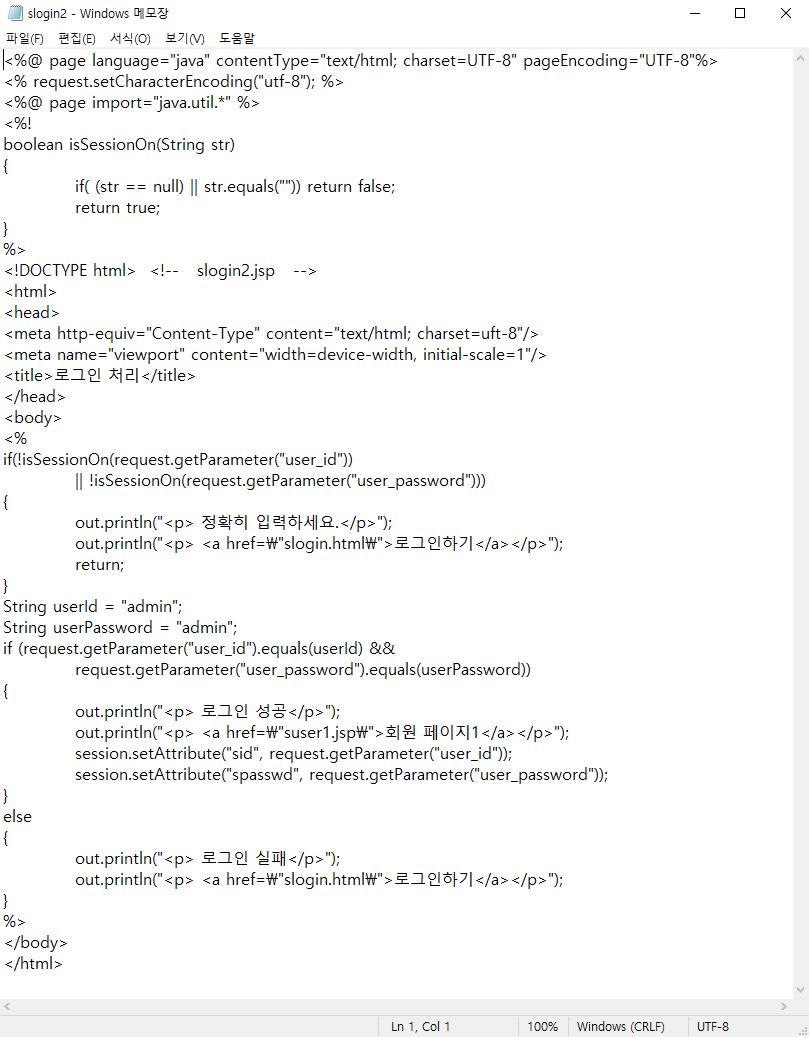 slogin2 - Windows 메모장
파일(F) 편집(E) 서식(O) 보기(V) 도움말
<%@ page language="java" contentType="text/html; charset=UTF-8" pageEncoding="UTF-8"%>
<% request.setCharacterEncoding("utf-8"); %>
<%@ page import="java.util.*" %>
<%!
boolean isSessionOn(String str)
{
	if( (str == null) || str.equals("")) return false;
	return true;
}
%>
<!DOCTYPE html>   <!--    slogin2.jsp    -->
<html>
<head>
<meta http-equiv="Content-Type" content="text/html; charset=uft-8"/>
<meta name="viewport" content="width=device-width, initial-scale=1"/>
<title>로그인 처리</title>
</head>
<body>
<%
if(!isSessionOn(request.getParameter("user_id"))
	|| !isSessionOn(request.getParameter("user_password")))
{
	out.println("<p> 정확히 입력하세요.</p>");
	out.println("<p> <a href=₩"slogin.html₩">로그인하기</a></p>");
	return;
}
String userId = "admin";
String userPassword = "admin";
if (request.getParameter("user_id").equals(userId) &&
	request.getParameter("user_password").equals(userPassword))
{
	out.println("<p> 로그인 성공</p>");
	out.println("<p> <a href=₩"suser1.jsp₩">회원 페이지1</a></p>");
	session.setAttribute("sid", request.getParameter("user_id"));
	session.setAttribute("spasswd", request.getParameter("user_password"));
}
else
{
	out.println("<p> 로그인 실패</p>");
	out.println("<p> <a href=₩"slogin.html₩">로그인하기</a></p>");
}
%>
</body>
</html>
Ln 1, Col 1 100% Windows (CRLF) UTF-8